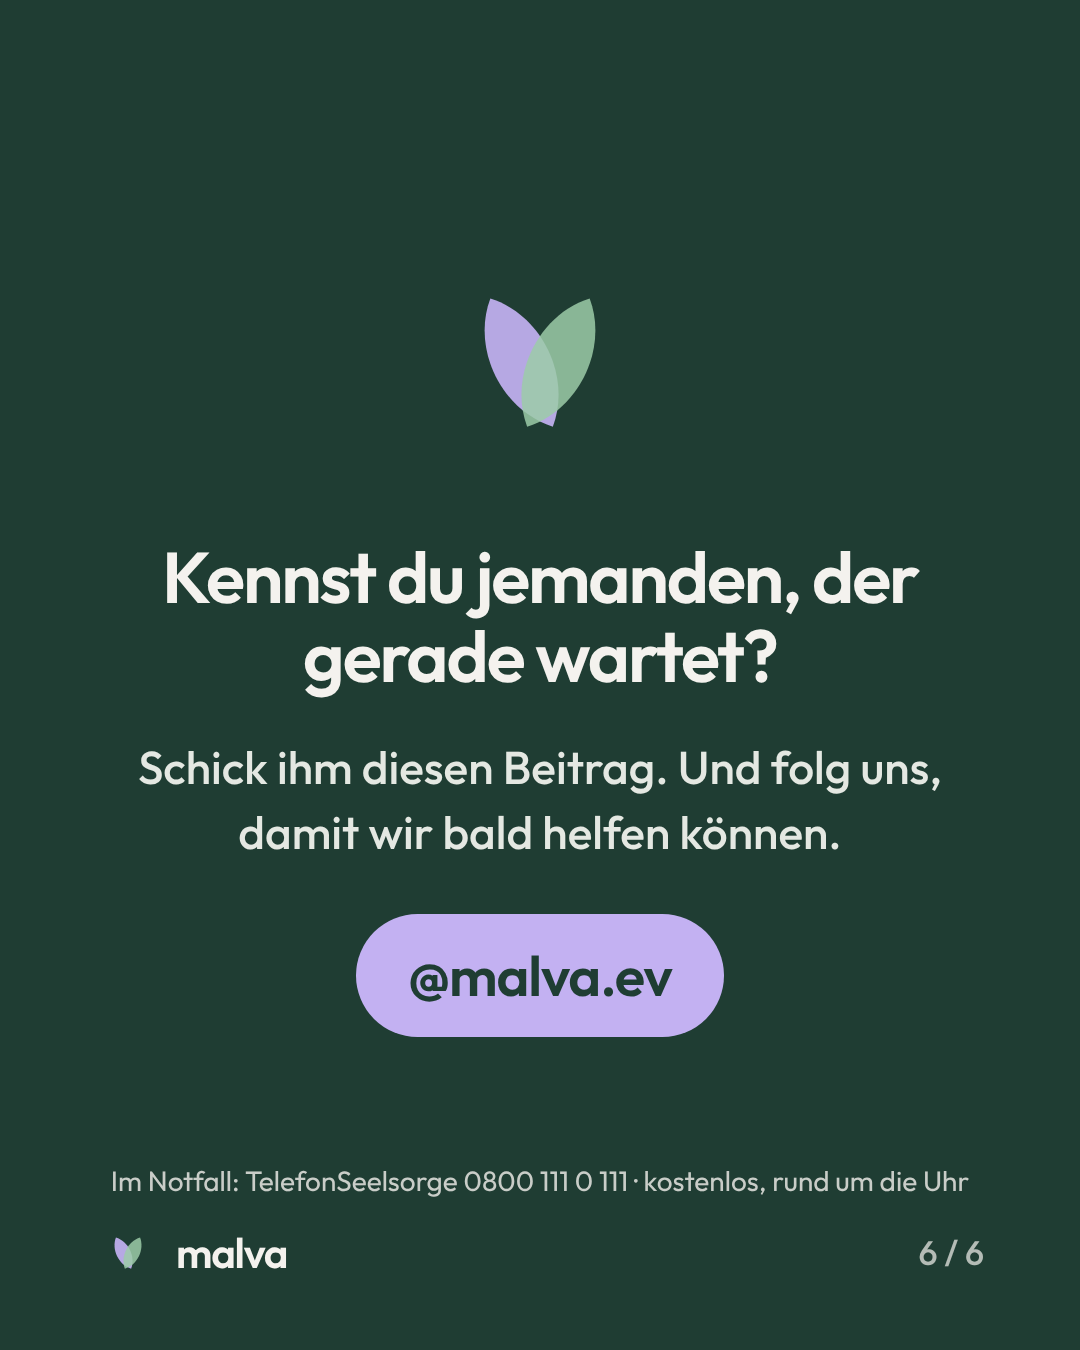 Kennst du jemanden, der
gerade wartet?
Schick ihm diesen Beitrag. Und folg uns,
damit wir bald helfen können.
@malva.ev
Im Notfall: TelefonSeelsorge 0800 111 0 111 · kostenlos, rund um die Uhr
malva
6 / 6